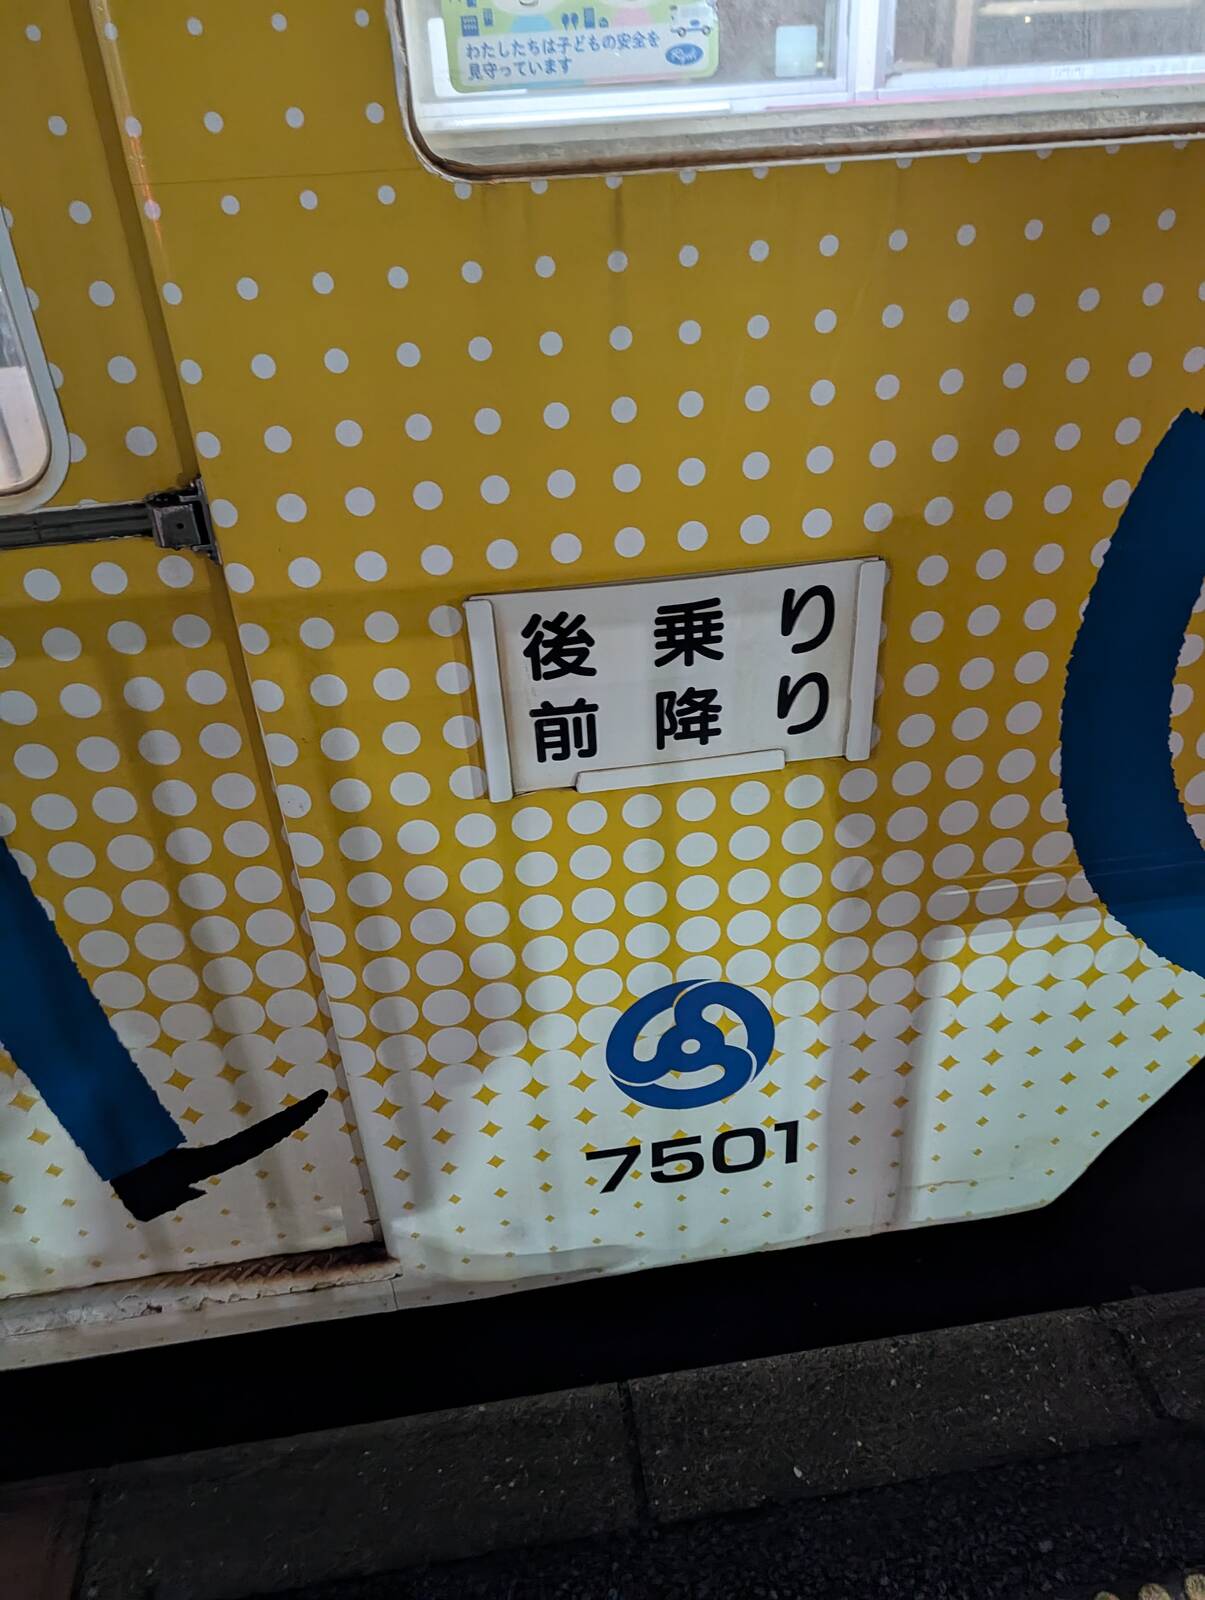 わたしたちは子どもの安全を
見守っています
後乗り
前降り
7501